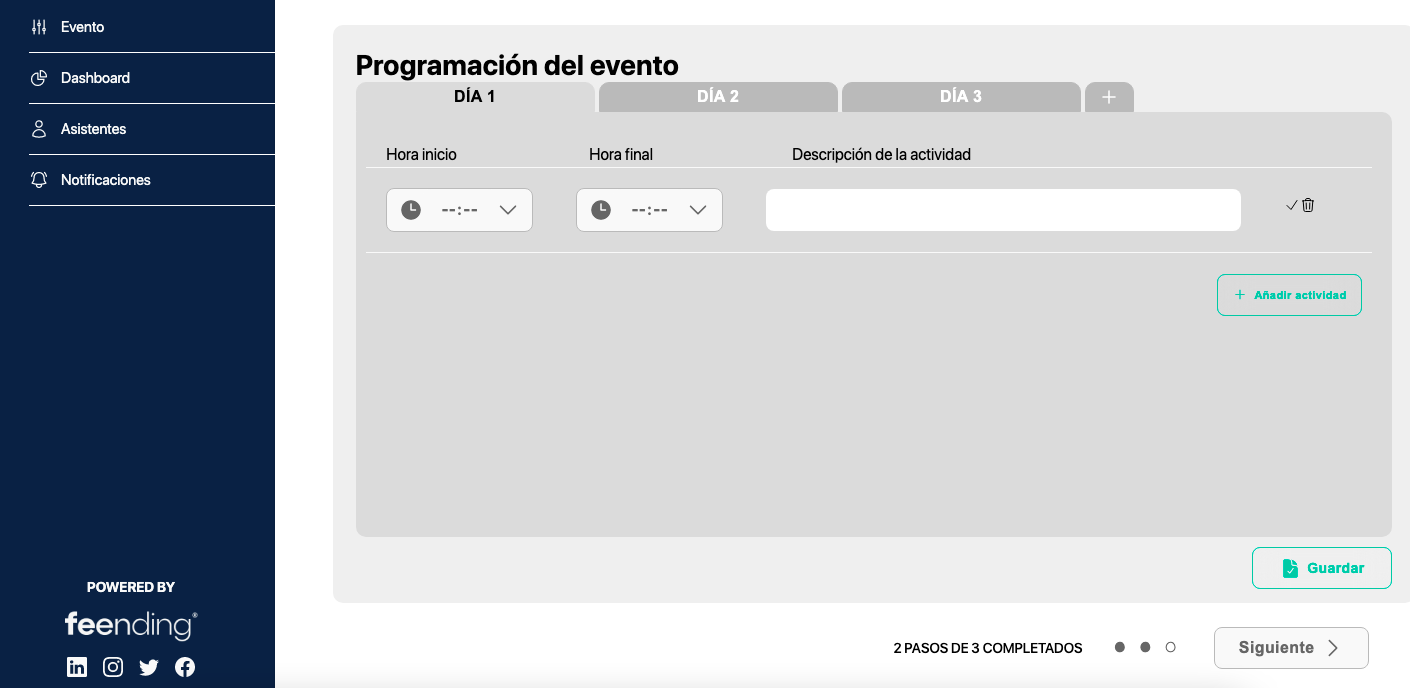 Evento
Dashboard
Asistentes
Notificaciones
POWERED BY
feending®
Programación del evento
DÍA 1 DÍA 2 DÍA 3 +
Hora inicio Hora final Descripción de la actividad
--:-- --:--
+ Añadir actividad
Guardar
2 PASOS DE 3 COMPLETADOS
Siguiente